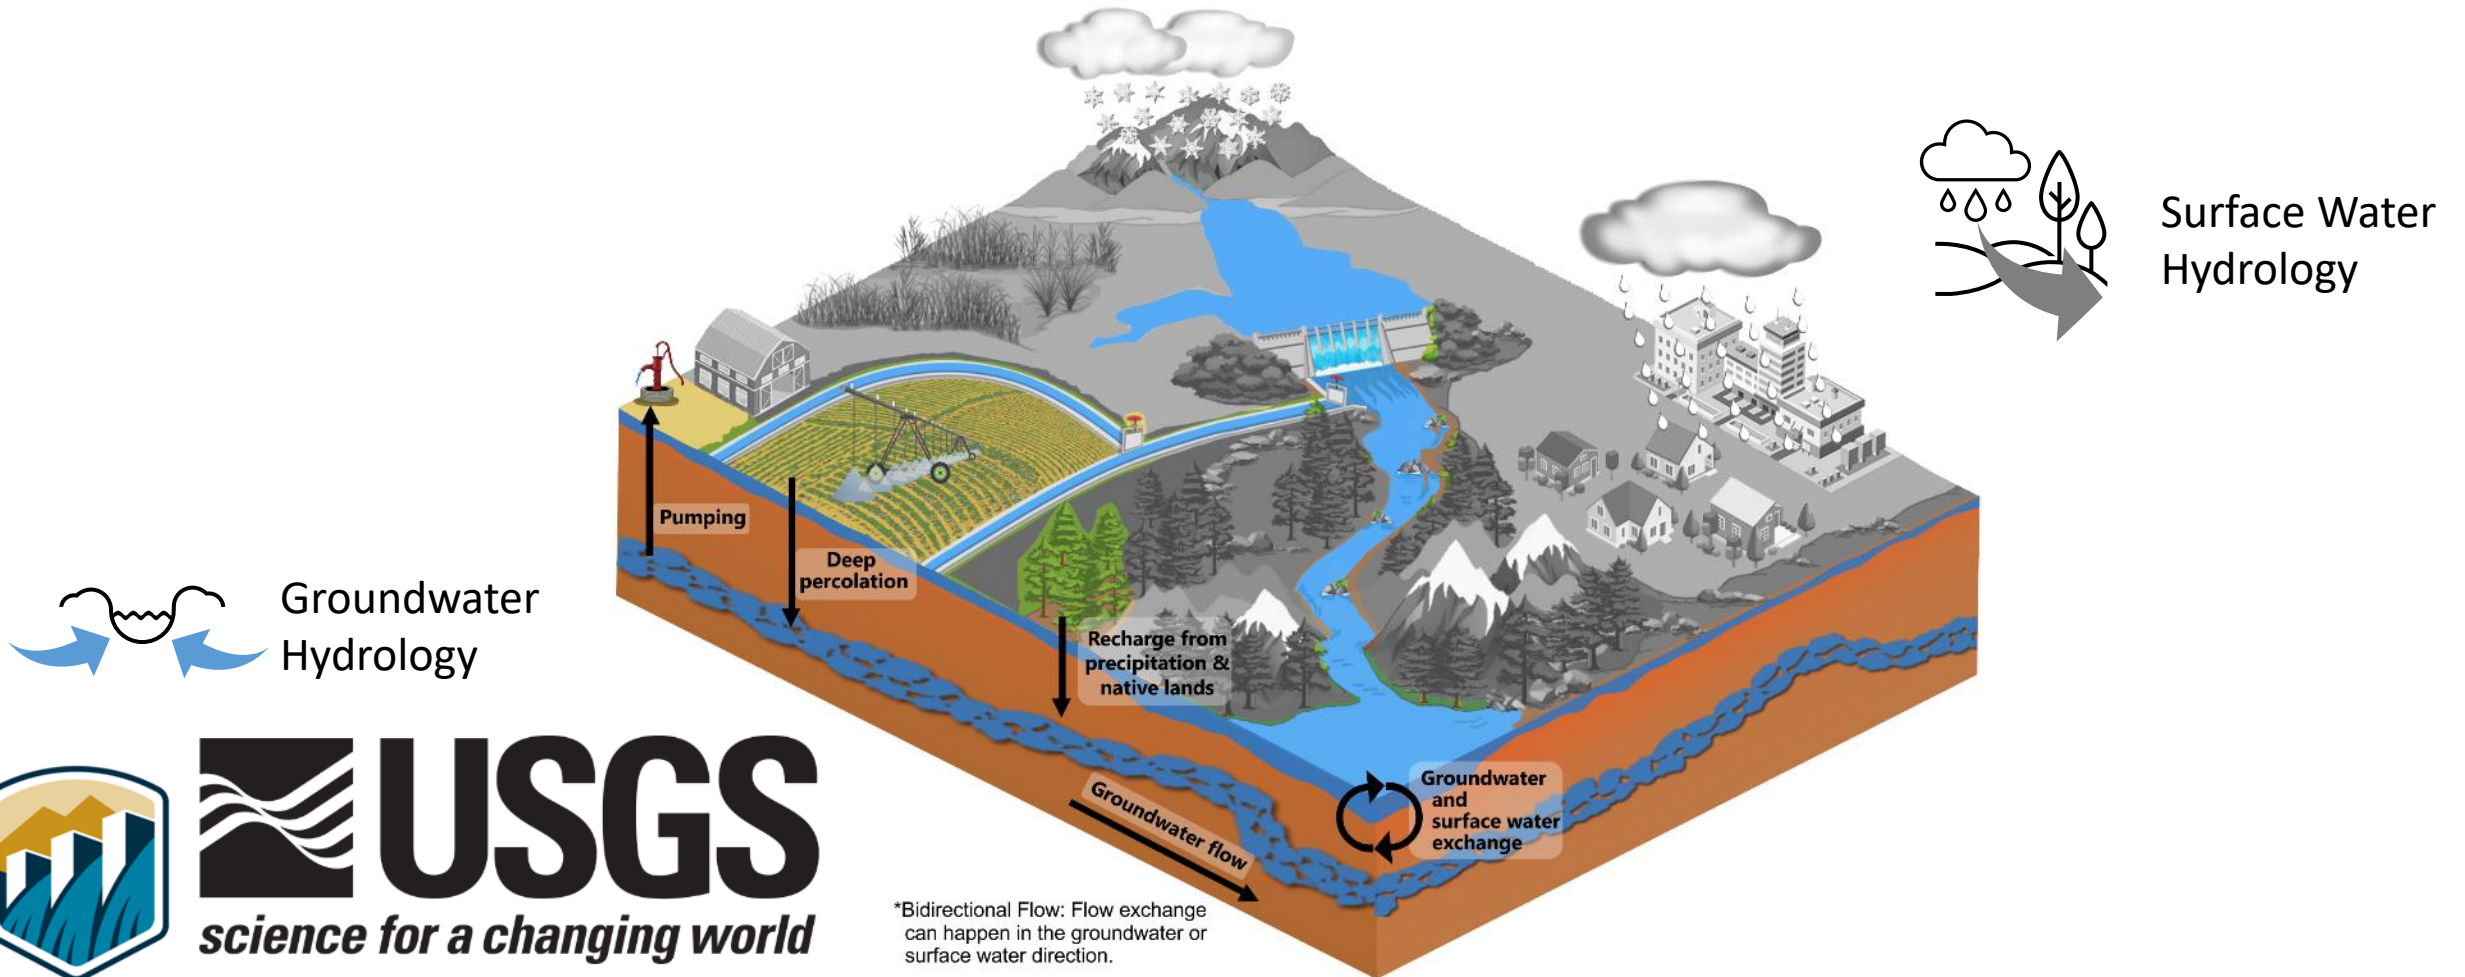 Surface Water
Hydrology
Pumping
Deep
percolation
Groundwater
Hydrology
Recharge from
precipitation &
native lands
Groundwater flow
Groundwater
and
surface water
exchange
USGS
science for a changing world
*Bidirectional Flow: Flow exchange
can happen in the groundwater or
surface water direction.